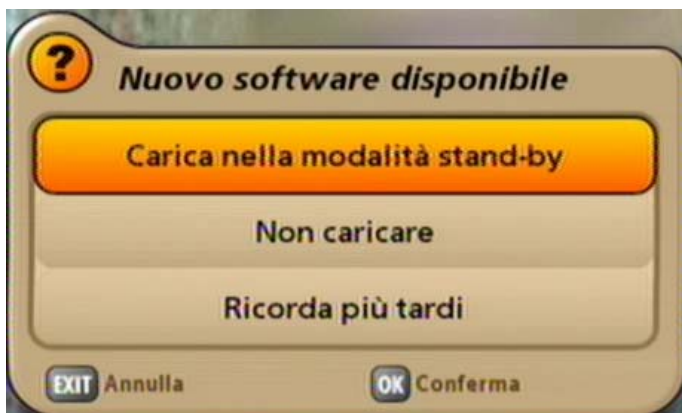 ? Nuovo software disponibile
Carica nella modalità stand-by
Non caricare
Ricorda più tardi
EXIT Annulla OK Conferma